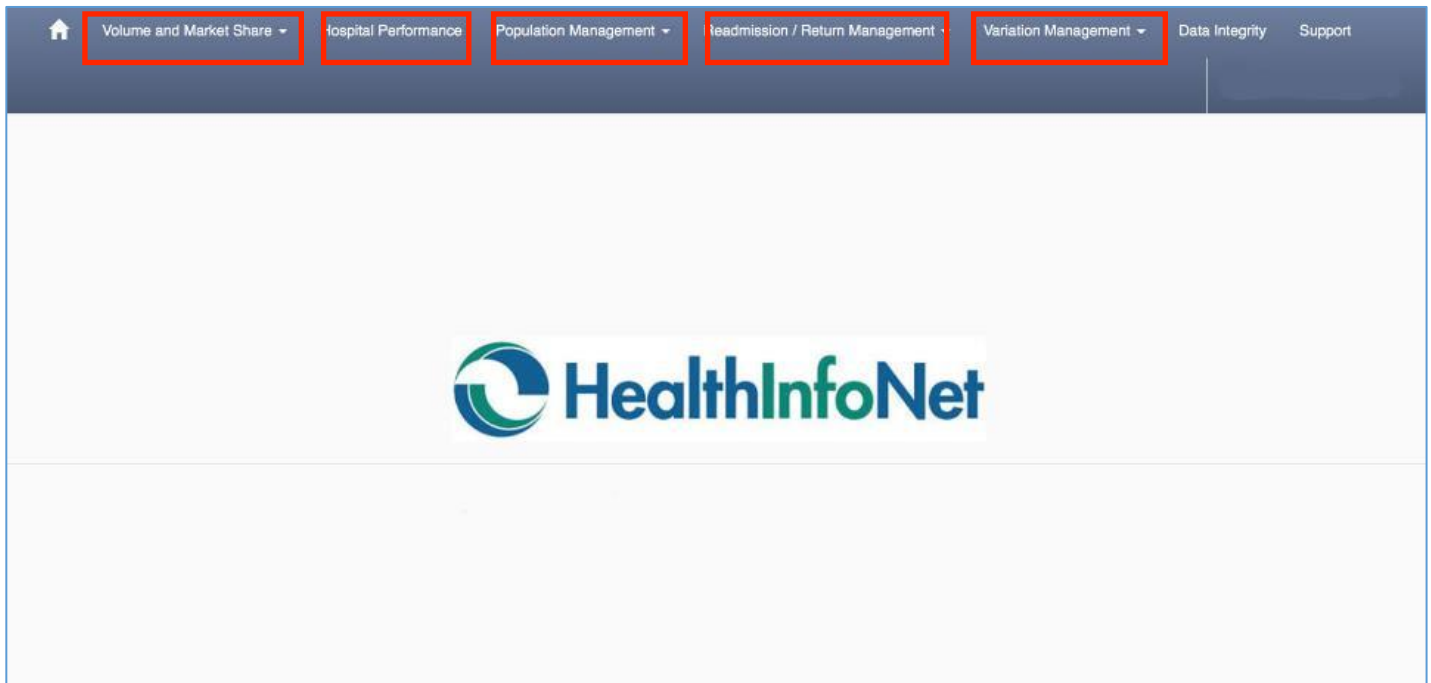 Volume and Market Share Hospital Performance Population Management Readmission / Return Management Variation Management Data Integrity Support
HealthInfoNet